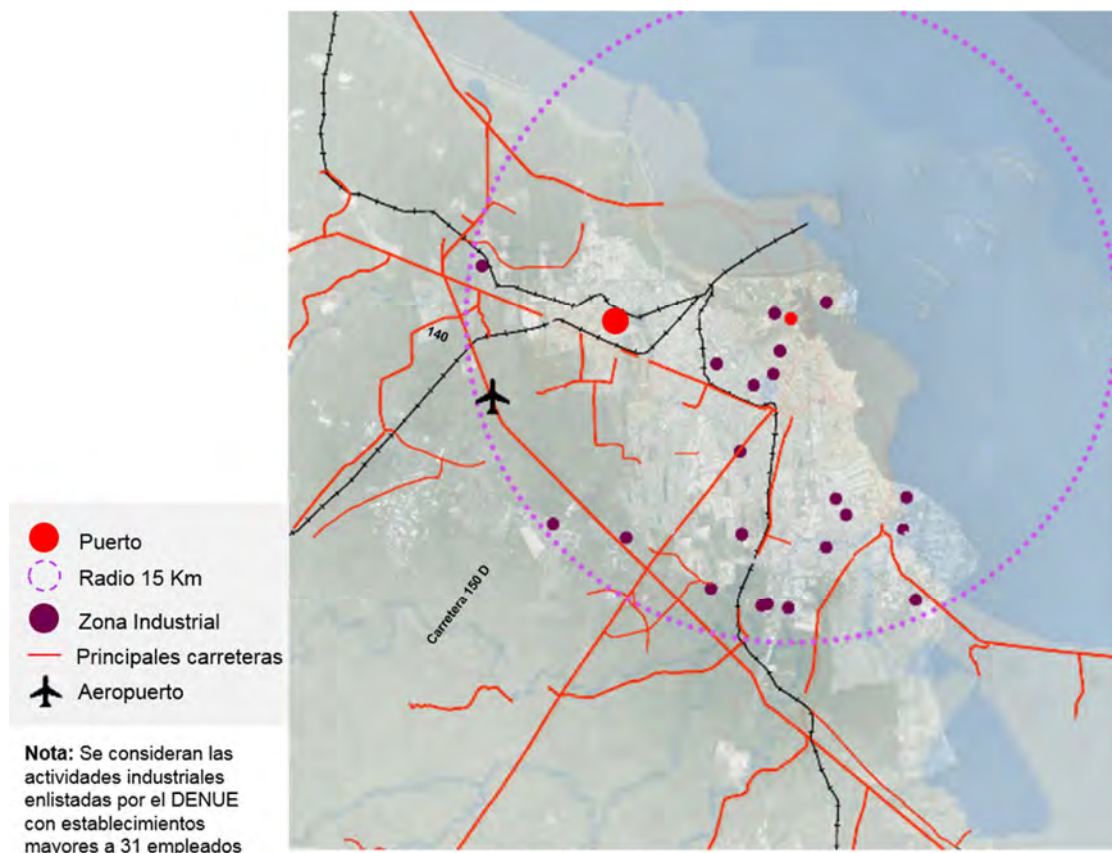 140
Carretera 150 D
Puerto
Radio 15 Km
Zona Industrial
Principales carreteras
Aeropuerto
Nota: Se consideran las
actividades industriales
enlistadas por el DENUE
con establecimientos
mayores a 31 empleados